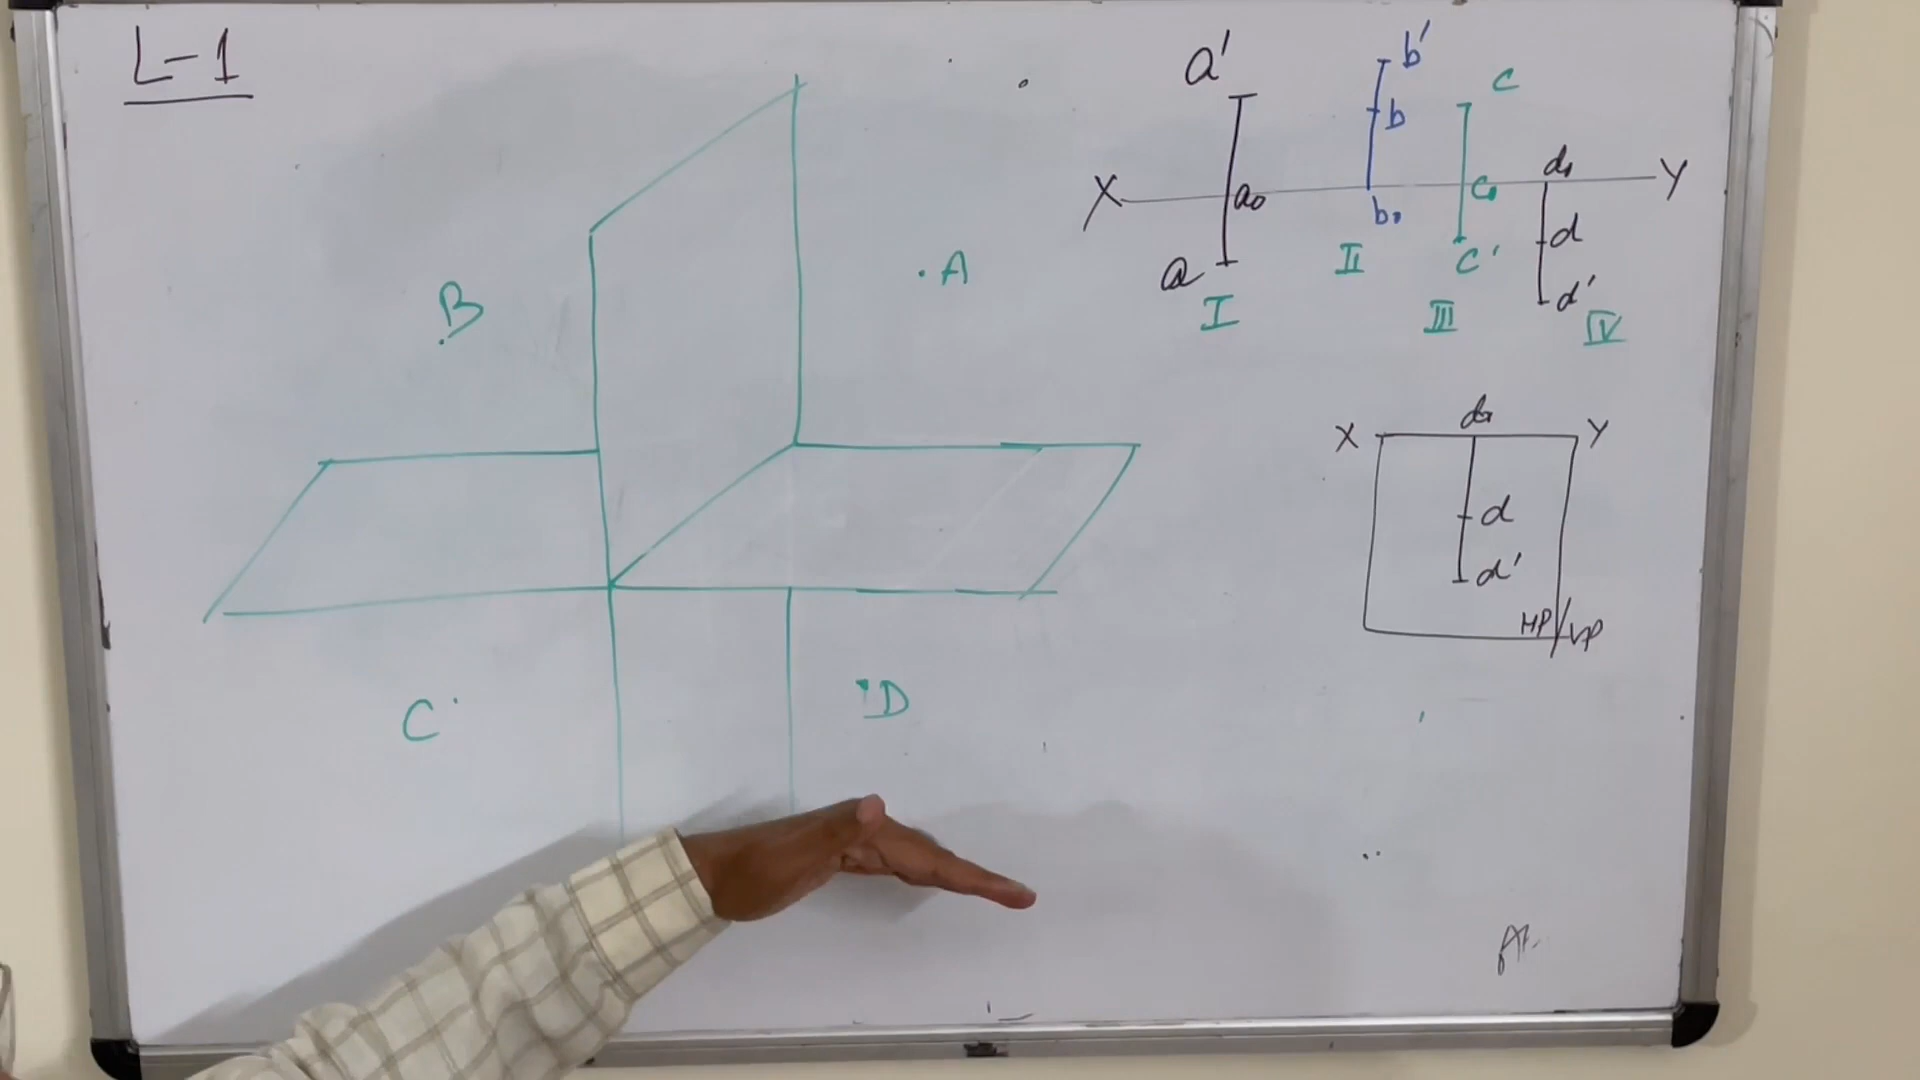 L-1
a'
b'
b
c
X
a₀
b₀
c₀
d₀
Y
a
I
II
c'
III
d
d'
IV
B
A
C
D
X
d₀
Y
d
d'
HP/VP